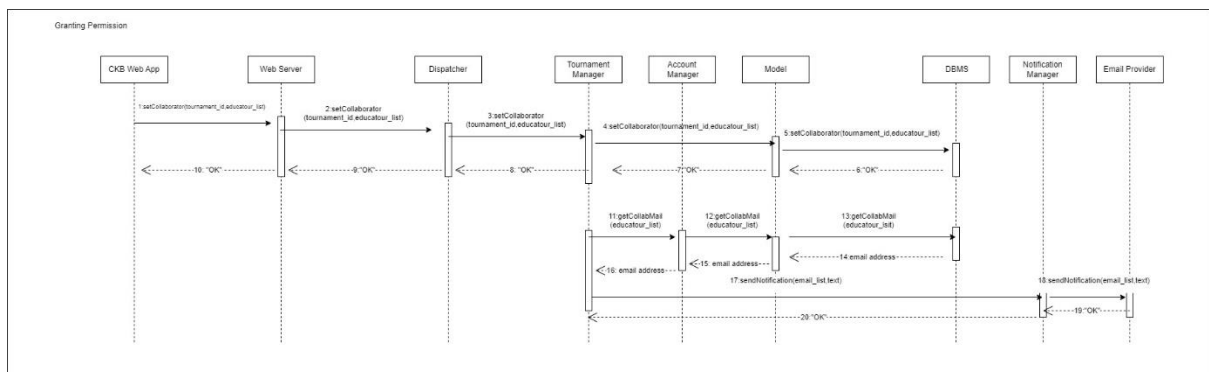 Granting Permission
CKB Web App
Web Server
Dispatcher
Tournament
Manager
Account
Manager
Model
DBMS
Notification
Manager
Email Provider
1:setCollaborator(tournament_id,educatour_list)
2:setCollaborator
(tournament_id,educatour_list)
3:setCollaborator
(tournament_id,educatour_list)
4:setCollaborator(tournament_id,educatour_list)
5:setCollaborator(tournament_id,educatour_list)
10: "OK"
9:"OK"
8: "OK"
7:"OK"
6:"OK"
11:getCollabMail
(educatour_list)
12:getCollabMail
(educatour_list)
13:getCollabMail
(educatour_lsit)
14:email address
15: email address
16: email address
17:sendNotification(email_list,text)
18:sendNotification(email_list,text)
19:"OK"
20:"OK"